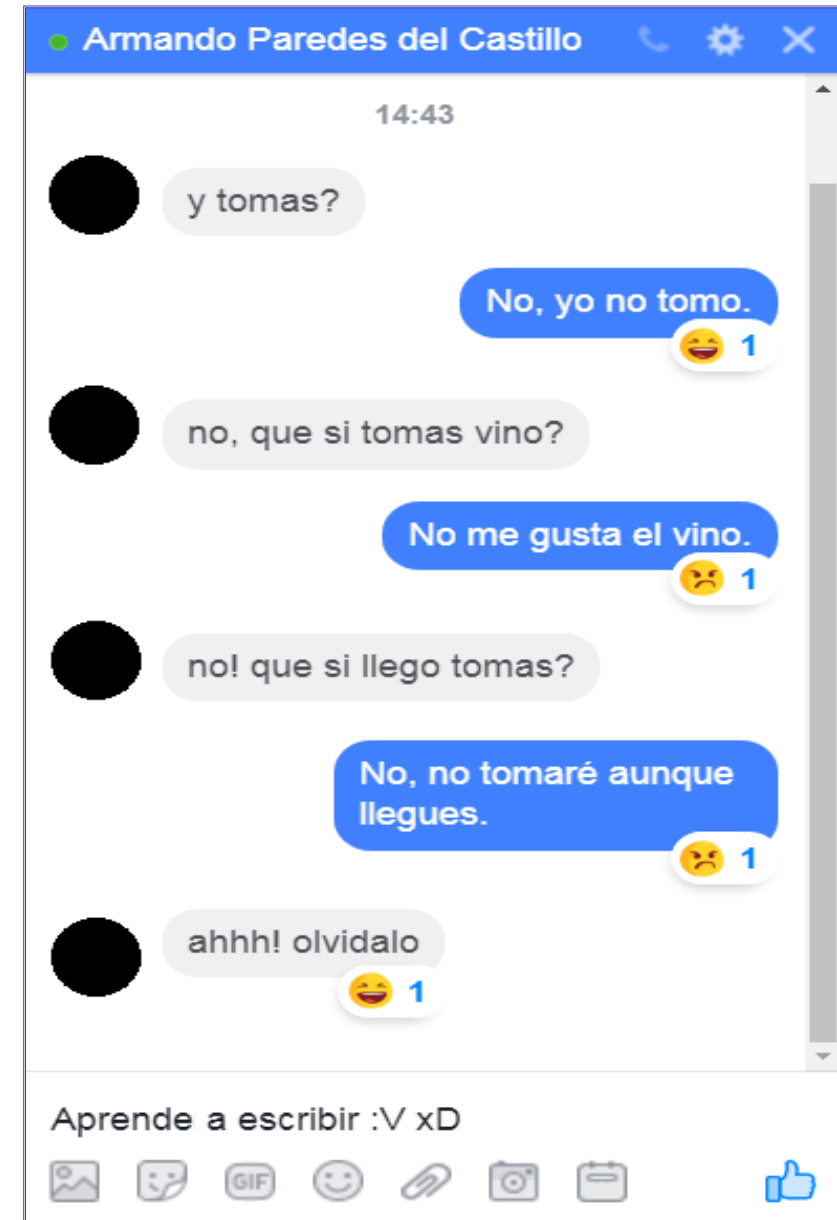 Armando Paredes del Castillo
14:43
y tomas?
No, yo no tomo.
1
no, que si tomas vino?
No me gusta el vino.
1
no! que si llego tomas?
No, no tomaré aunque
llegues.
1
ahhh! olvidalo
1
Aprende a escribir :V xD
GIF